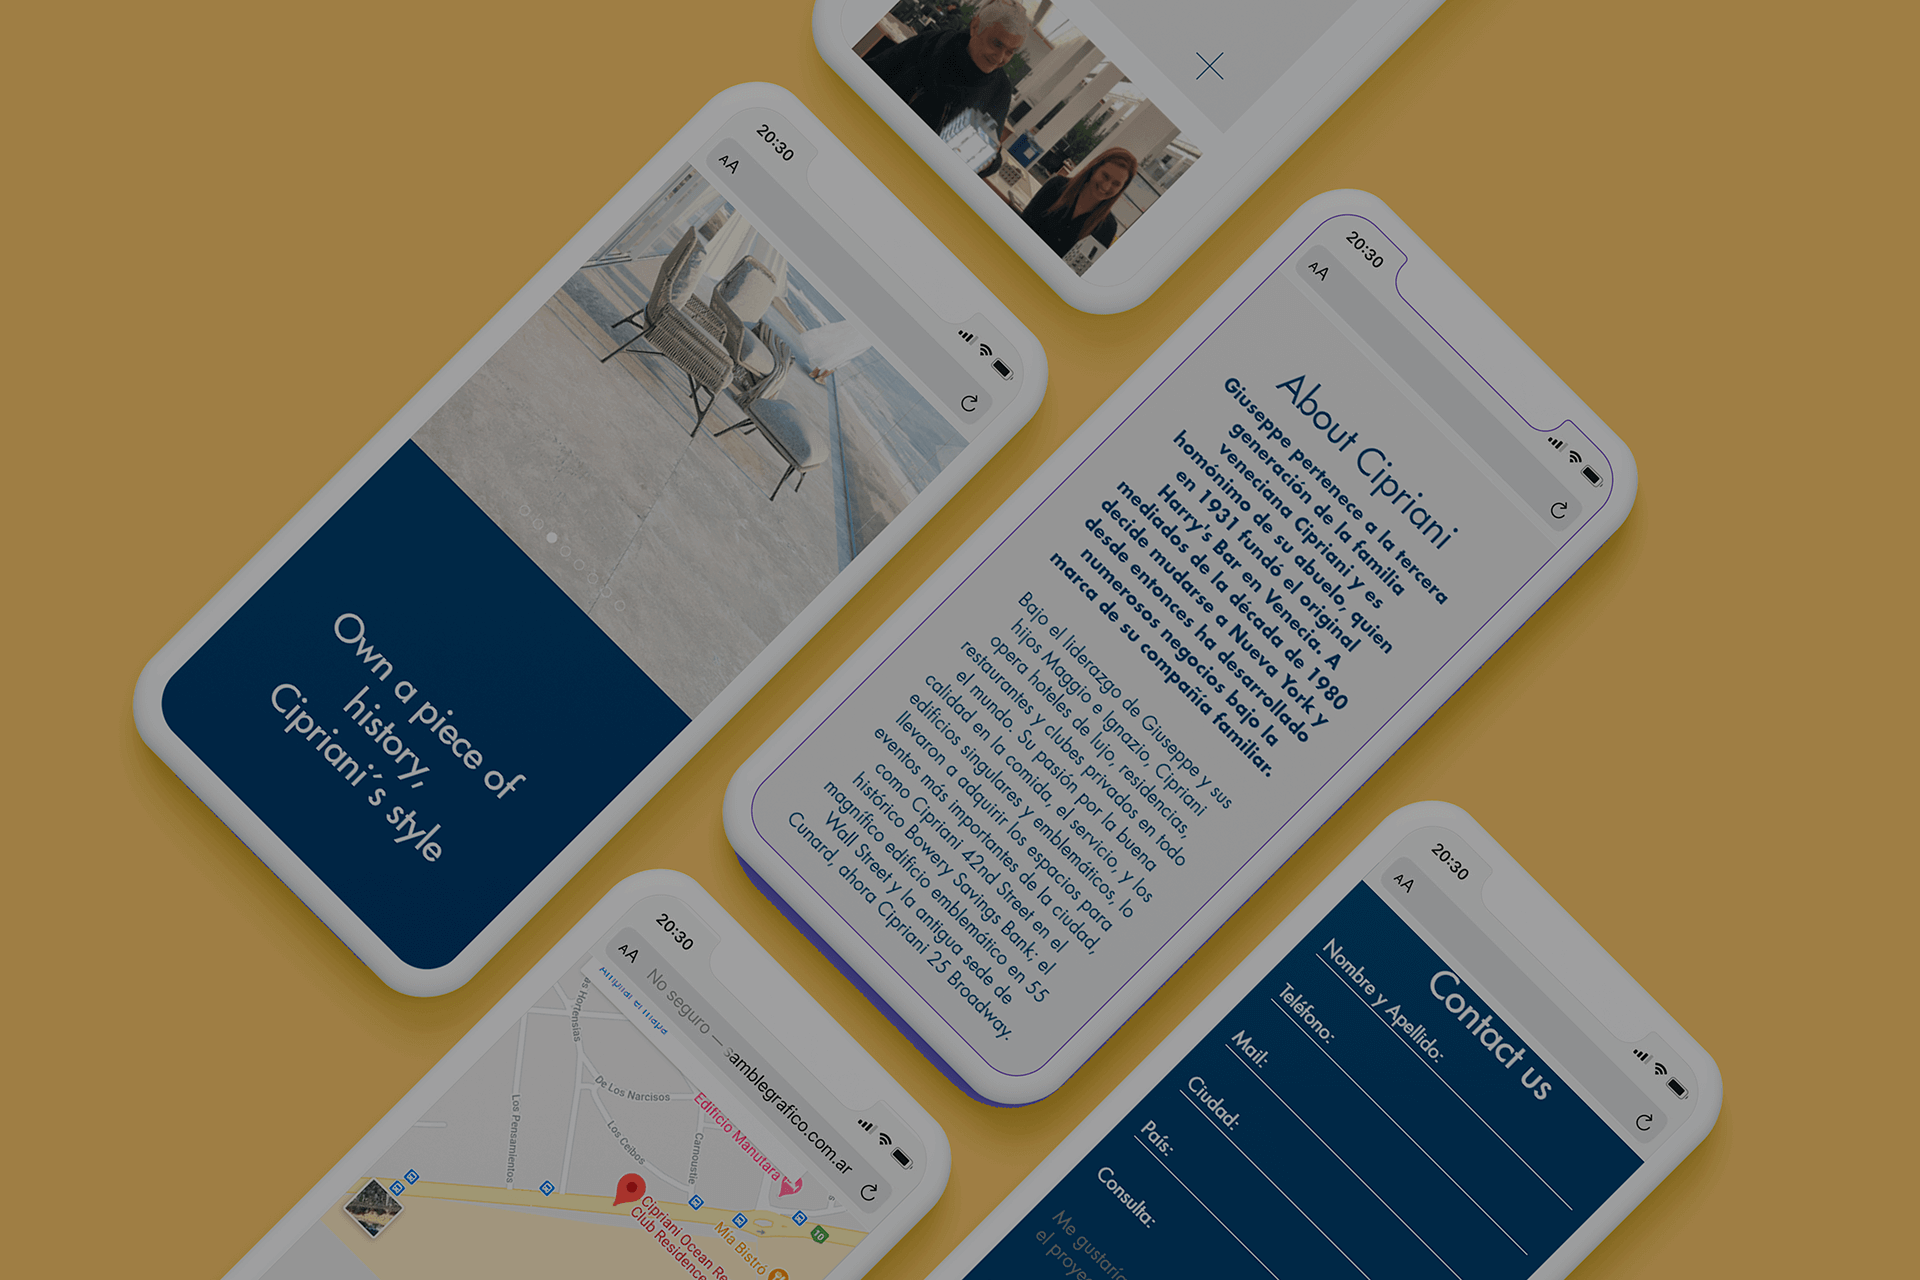 20:30
AA
Own a piece of
history,
Cipriani´s style
20:30
AA
About Cipriani
Giuseppe pertenece a la tercera
generación de la familia
veneciana Cipriani y es
homónimo de su abuelo, quien
en 1931 fundó el original
Harry's Bar en Venecia. A
mediados de la década de 1980
decide mudarse a Nueva York y
desde entonces ha desarrollado
numerosos negocios bajo la
marca de su compañía familiar.
Bajo el liderazgo de Giuseppe y sus
hijos Maggio e Ignazio, Cipriani
opera hoteles de lujo, residencias,
restaurantes y clubes privados en todo
el mundo. Su pasión por la buena
calidad en la comida, el servicio, y los
edificios singulares y emblemáticos, lo
llevaron a adquirir los espacios para
eventos más importantes de la ciudad,
como Cipriani 42nd Street en el
histórico Bowery Savings Bank, el
magnífico edificio emblemático en 55
Wall Street y la antigua sede de
Cunard, ahora Cipriani 25 Broadway.
20:30
AA
No seguro — samblegrafico.com.ar
Ampliar el mapa
as Hortensias
De Los Narcisos
Los Pensamientos
Los Ceibos
Carnoustie
Edificio Manutara
Cipriani Ocean Re
Club Residence
Mía Bistró
10
20:30
AA
Contact us
Nombre y Apellido:
Teléfono:
Mail:
Ciudad:
País:
Consulta:
Me gustaría
el proye